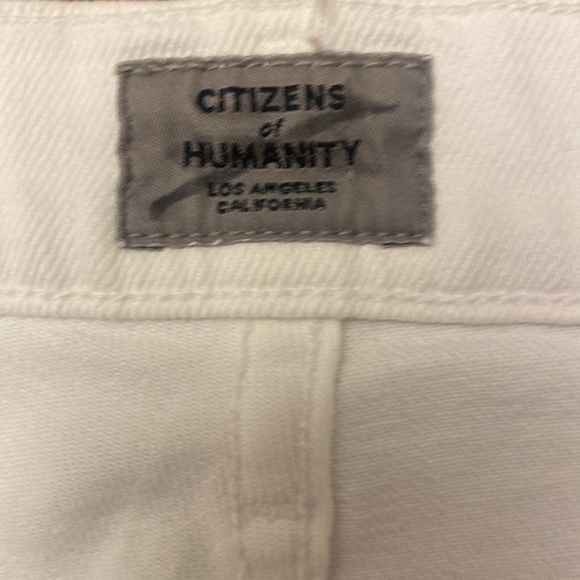 CITIZENS
of
HUMANITY
LOS ANGELES
CALIFORNIA